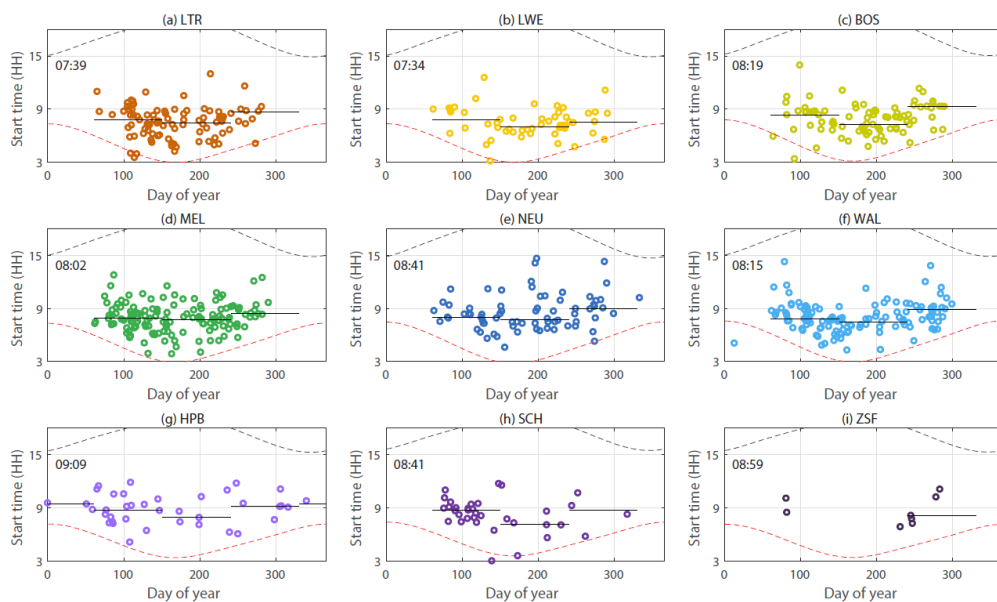 (a) LTR
(b) LWE
(c) BOS
Start time (HH)
15
9
3
07:39
0
100
200
300
Day of year
Start time (HH)
15
9
3
07:34
0
100
200
300
Day of year
Start time (HH)
15
9
3
08:19
0
100
200
300
Day of year
(d) MEL
(e) NEU
(f) WAL
Start time (HH)
15
9
3
08:02
0
100
200
300
Day of year
Start time (HH)
15
9
3
08:41
0
100
200
300
Day of year
Start time (HH)
15
9
3
08:15
0
100
200
300
Day of year
(g) HPB
(h) SCH
(i) ZSF
Start time (HH)
15
9
3
09:09
0
100
200
300
Day of year
Start time (HH)
15
9
3
08:41
0
100
200
300
Day of year
Start time (HH)
15
9
3
08:59
0
100
200
300
Day of year